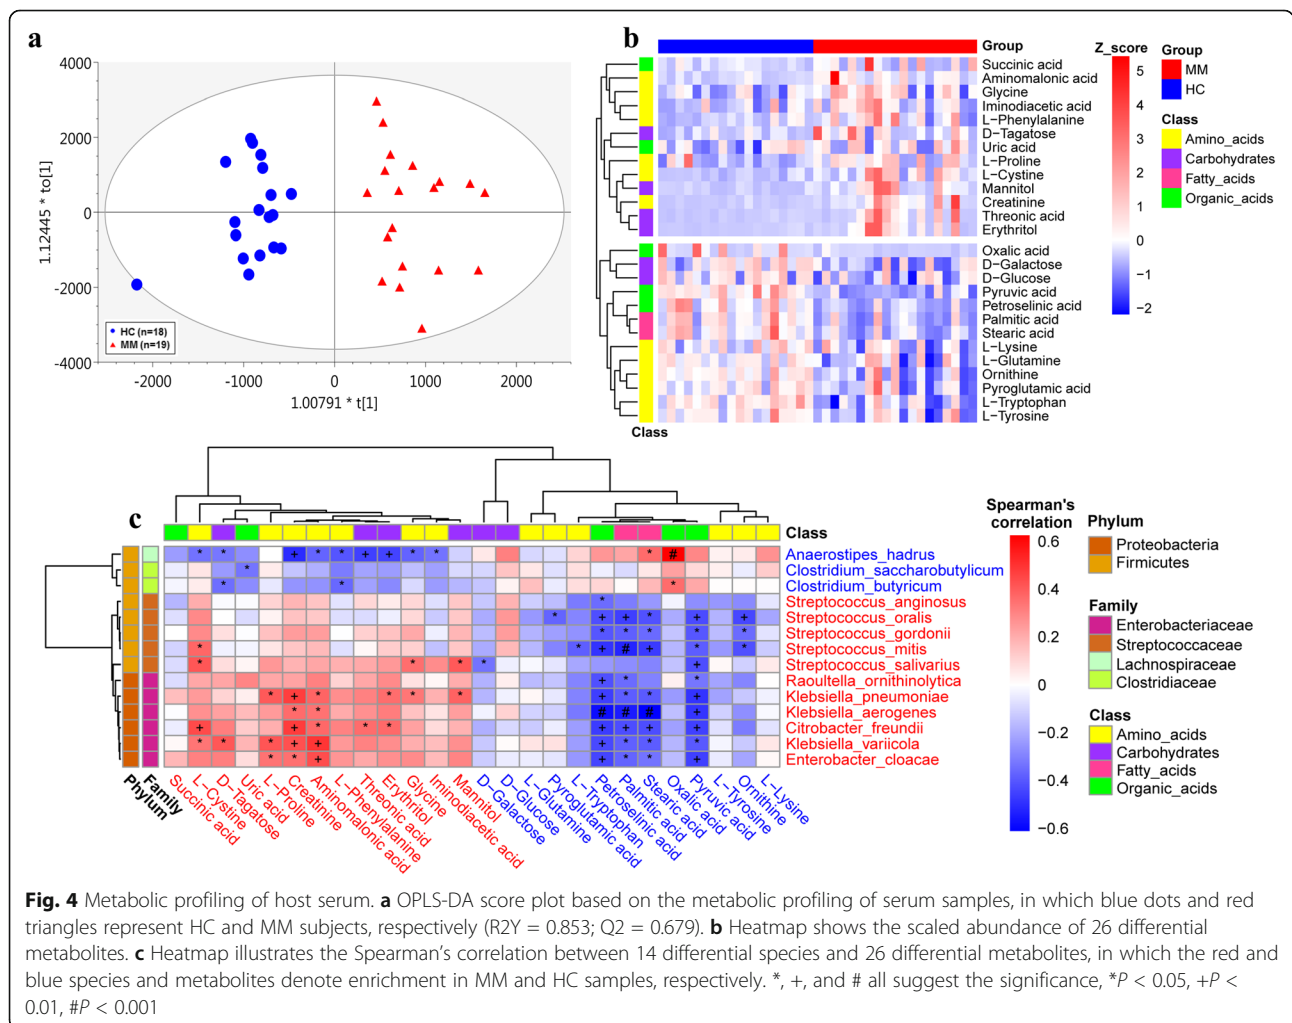 a
4000
2000
0
-2000
-4000
1.12445 * to[1]
HC (n=18)
MM (n=19)
-2000
-1000
0
1000
2000
1.00791 * t[1]
b
Group
Succinic acid
Aminomalonic acid
Glycine
Iminodiacetic acid
L−Phenylalanine
D−Tagatose
Uric acid
L−Proline
L−Cystine
Mannitol
Creatinine
Threonic acid
Erythritol
Oxalic acid
D−Galactose
D−Glucose
Pyruvic acid
Petroselinic acid
Palmitic acid
Stearic acid
L−Lysine
L−Glutamine
Ornithine
Pyroglutamic acid
L−Tryptophan
L−Tyrosine
Class
Z_score
5
4
3
2
1
0
−1
−2
Group
MM
HC
Class
Amino_acids
Carbohydrates
Fatty_acids
Organic_acids
c
Class
Anaerostipes_hadrus
Clostridium_saccharobutylicum
Clostridium_butyricum
Streptococcus_anginosus
Streptococcus_oralis
Streptococcus_gordonii
Streptococcus_mitis
Streptococcus_salivarius
Raoultella_ornithinolytica
Klebsiella_pneumoniae
Klebsiella_aerogenes
Citrobacter_freundii
Klebsiella_variicola
Enterobacter_cloacae
Phylum
Family
Succinic acid
L−Cystine
D−Tagatose
Uric acid
L−Proline
Creatinine
Aminomalonic acid
L−Phenylalanine
Threonic acid
Erythritol
Glycine
Iminodiacetic acid
Mannitol
D−Galactose
D−Glucose
L−Glutamine
Pyroglutamic acid
L−Tryptophan
Petroselinic acid
Palmitic acid
Stearic acid
Oxalic acid
Pyruvic acid
L−Tyrosine
Ornithine
L−Lysine
Spearman's
correlation
0.6
0.4
0.2
0
−0.2
−0.4
−0.6
Phylum
Proteobacteria
Firmicutes
Family
Enterobacteriaceae
Streptococcaceae
Lachnospiraceae
Clostridiaceae
Class
Amino_acids
Carbohydrates
Fatty_acids
Organic_acids
Fig. 4 Metabolic profiling of host serum. a OPLS-DA score plot based on the metabolic profiling of serum samples, in which blue dots and red
triangles represent HC and MM subjects, respectively (R2Y = 0.853; Q2 = 0.679). b Heatmap shows the scaled abundance of 26 differential
metabolites. c Heatmap illustrates the Spearman's correlation between 14 differential species and 26 differential metabolites, in which the red and
blue species and metabolites denote enrichment in MM and HC samples, respectively. *, +, and # all suggest the significance, *P < 0.05, +P <
0.01, #P < 0.001